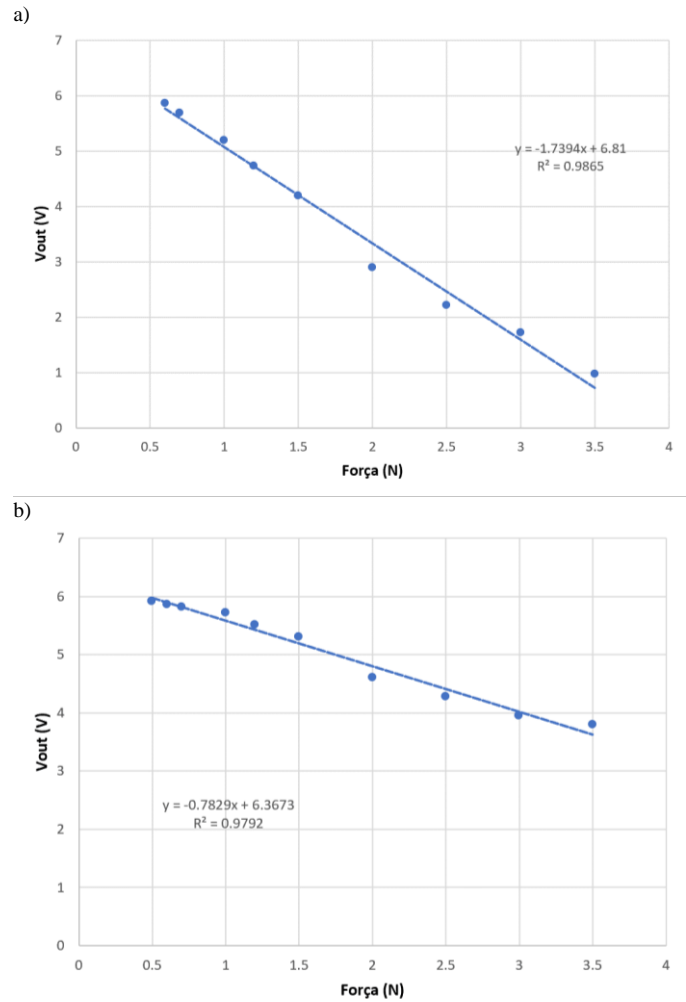 a)
7
6
5
4
3
2
1
0
Vout (V)
y = -1.7394x + 6.81
R² = 0.9865
0 0.5 1 1.5 2 2.5 3 3.5 4
Força (N)
b)
7
6
5
4
3
2
1
0
Vout (V)
y = -0.7829x + 6.3673
R² = 0.9792
0 0.5 1 1.5 2 2.5 3 3.5 4
Força (N)